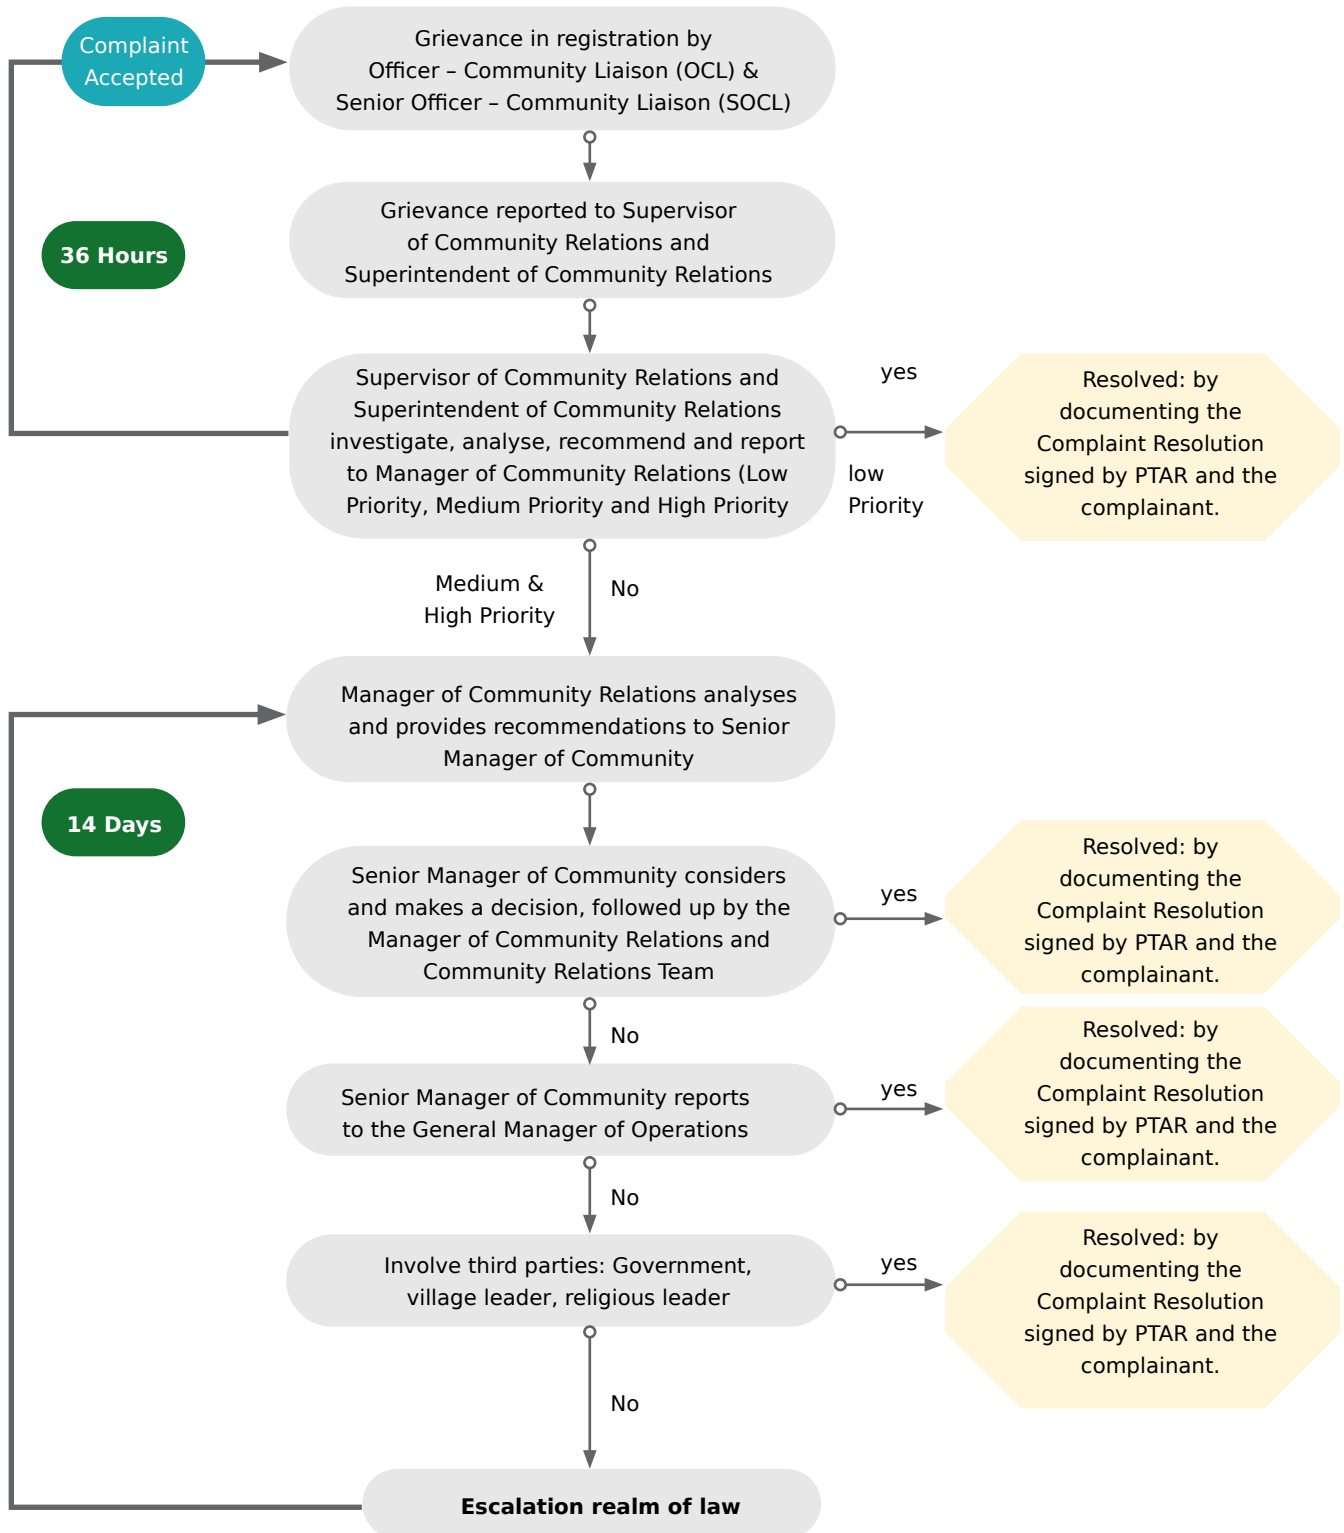 Complaint
Accepted
Grievance in registration by
Officer – Community Liaison (OCL) &
Senior Officer – Community Liaison (SOCL)
36 Hours
Grievance reported to Supervisor
of Community Relations and
Superintendent of Community Relations
Supervisor of Community Relations and
Superintendent of Community Relations
investigate, analyse, recommend and report
to Manager of Community Relations (Low
Priority, Medium Priority and High Priority
yes
low
Priority
Resolved: by
documenting the
Complaint Resolution
signed by PTAR and the
complainant.
Medium &
High Priority
No
Manager of Community Relations analyses
and provides recommendations to Senior
Manager of Community
14 Days
Senior Manager of Community considers
and makes a decision, followed up by the
Manager of Community Relations and
Community Relations Team
yes
Resolved: by
documenting the
Complaint Resolution
signed by PTAR and the
complainant.
No
Senior Manager of Community reports
to the General Manager of Operations
yes
Resolved: by
documenting the
Complaint Resolution
signed by PTAR and the
complainant.
No
Involve third parties: Government,
village leader, religious leader
yes
Resolved: by
documenting the
Complaint Resolution
signed by PTAR and the
complainant.
No
Escalation realm of law